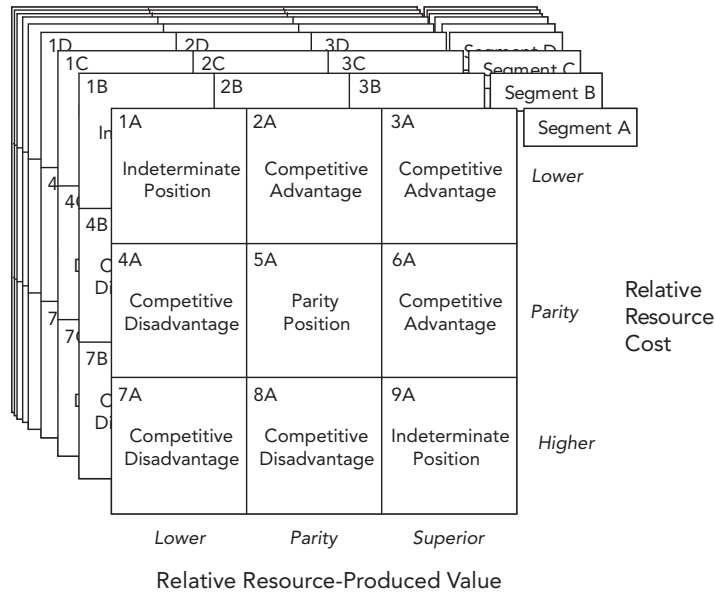 1D 2D 3D Segment D
1C 2C 3C Segment C
1B 2B 3B Segment B
1A 2A 3A Segment A
Indeterminate
Position
Competitive
Advantage
Competitive
Advantage
Lower
4B
4A 5A 6A
Competitive
Disadvantage
Parity
Position
Competitive
Advantage
Parity
Relative
Resource
Cost
7B
7A 8A 9A
Competitive
Disadvantage
Competitive
Disadvantage
Indeterminate
Position
Higher
Lower Parity Superior
Relative Resource-Produced Value